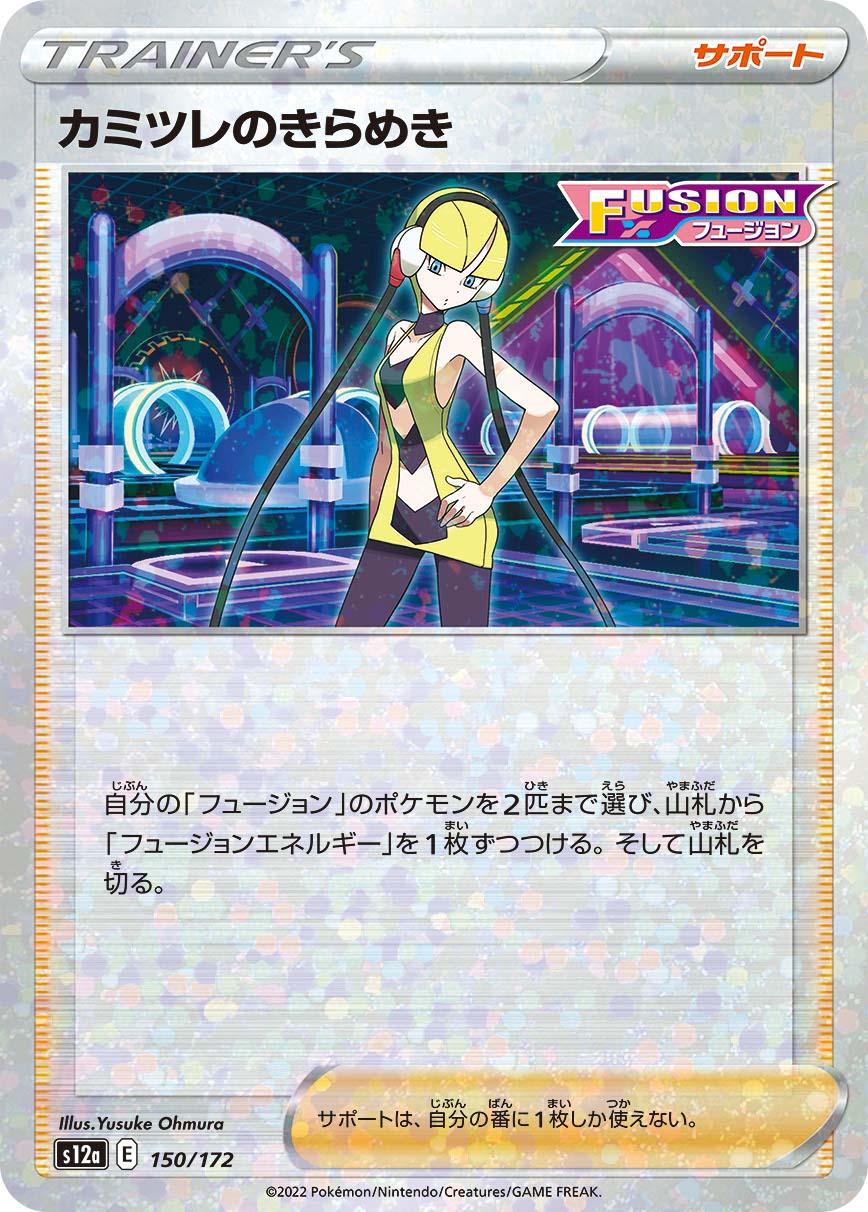 TRAINER'S
サポート
カミツレのきらめき
FUSION
フュージョン
自分の「フュージョン」のポケモンを2匹まで選び、山札から
「フュージョンエネルギー」を1枚ずつつける。そして山札を
切る。
サポートは、自分の番に1枚しか使えない。
Illus.Yusuke Ohmura
s12a E 150/172
©2022 Pokémon/Nintendo/Creatures/GAME FREAK.